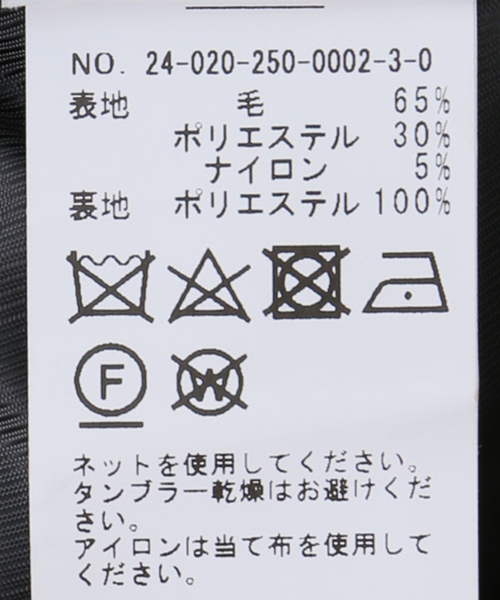 NO. 24-020-250-0002-3-0
表地 毛 65%
ポリエステル 30%
ナイロン 5%
裏地 ポリエステル 100%
F W
ネットを使用してください。
タンブラー乾燥はお避けくだ
さい。
アイロンは当て布を使用して
ください。